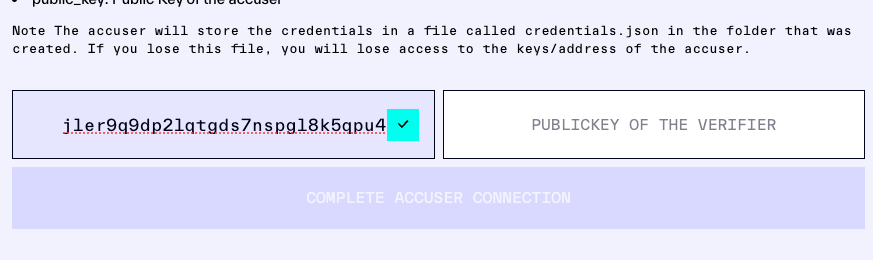 public_key: Public Key of the accuser
Note The accuser will store the credentials in a file called credentials.json in the folder that was
created. If you lose this file, you will lose access to the keys/address of the accuser.
jler9q9dp2lqtgds7nspgl8k5qpu4
PUBLICKEY OF THE VERIFIER
COMPLETE ACCUSER CONNECTION